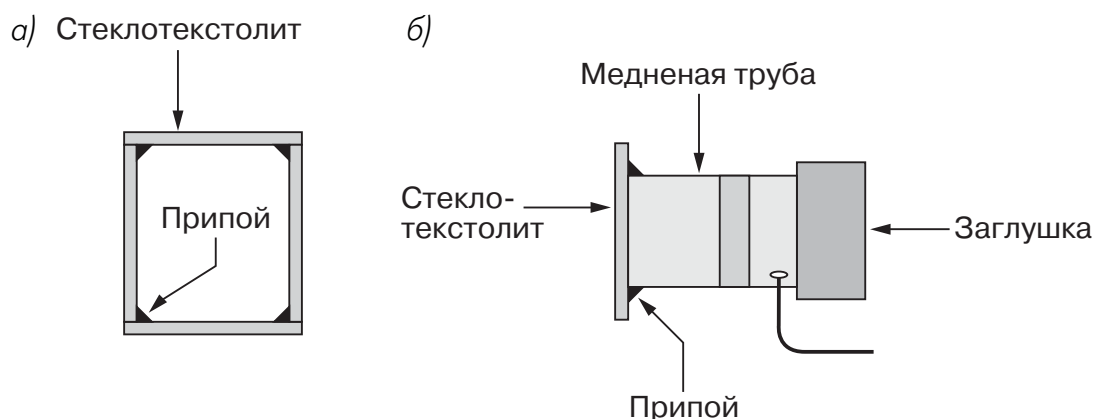 а) Стеклотекстолит
Припой
б)
Медненая труба
Стекло-
текстолит
Заглушка
Припой